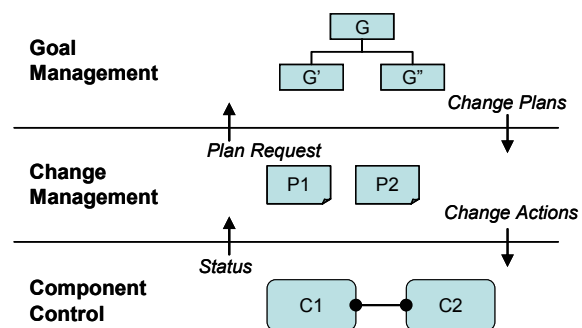 G
Goal
Management
G’ G”
Change Plans
Plan Request
Change
Management
P1 P2
Change Actions
Status
Component
Control
C1 C2